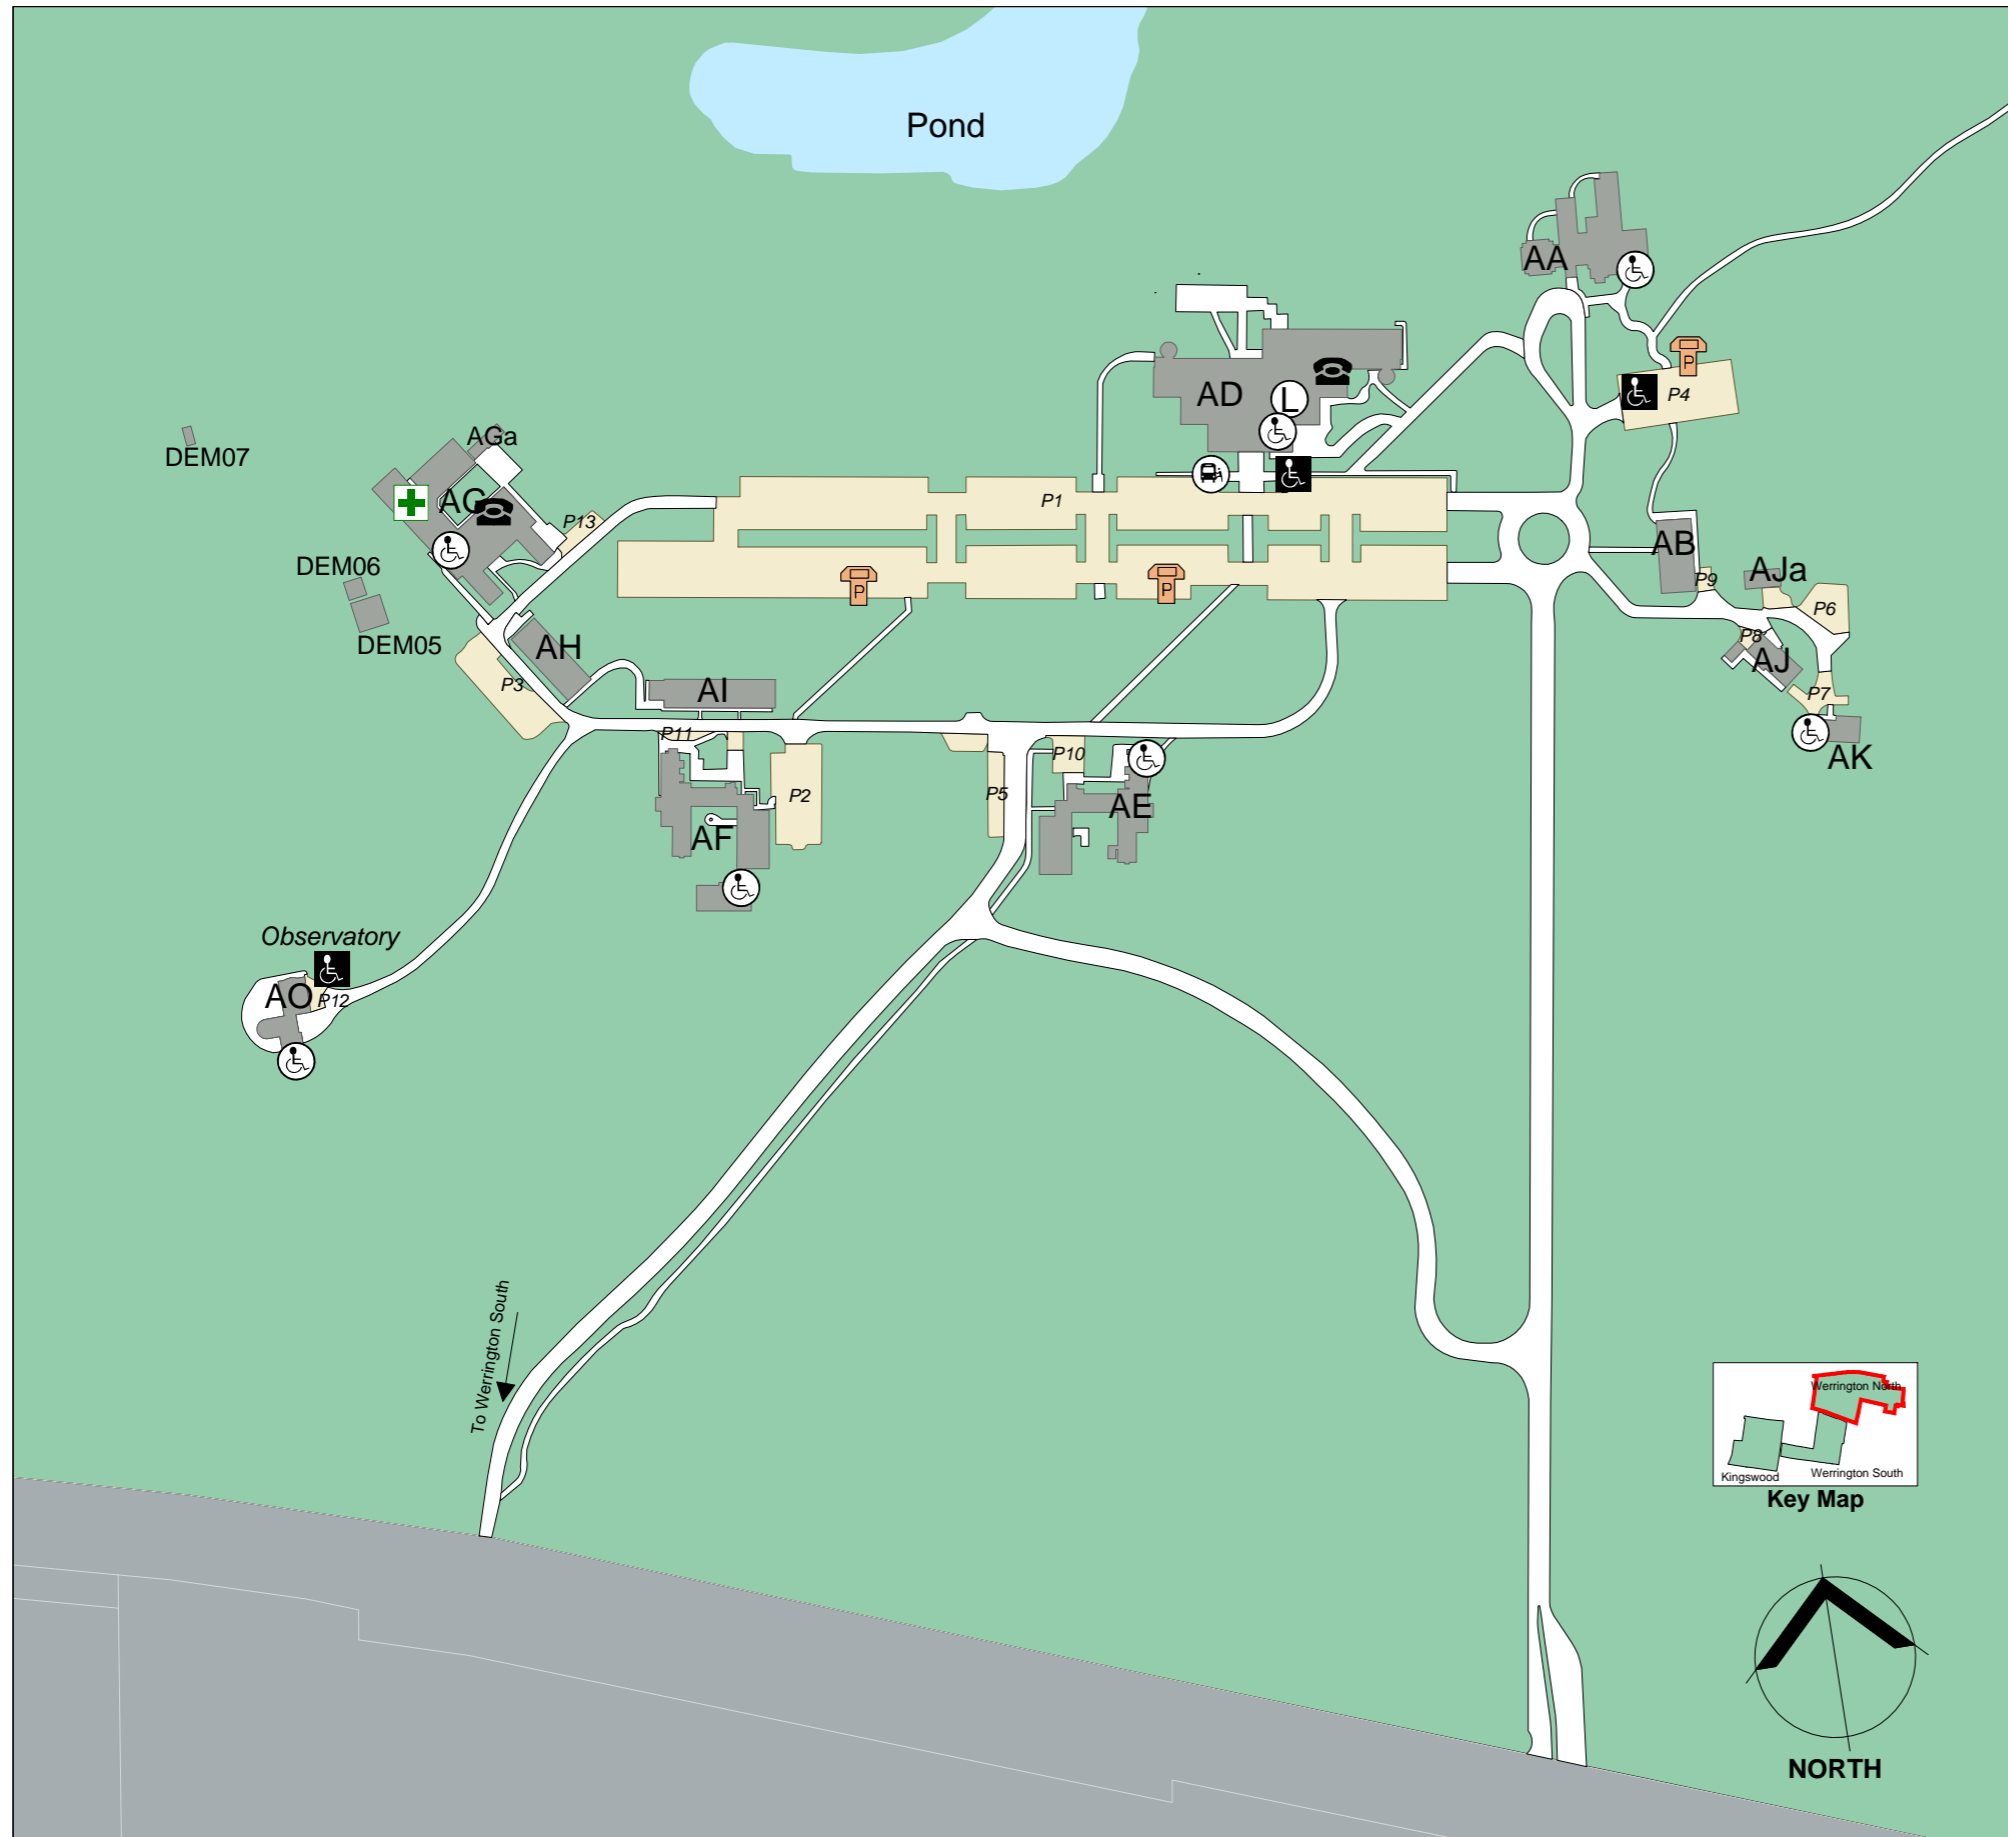 Pond
AA
P
P4
AD
L
AGa
DEM07
AG
P13
P1
AB
DEM06
P
P
AJa
P9
P6
DEM05
AH
P8
AJ
P3
AI
P7
P11
P10
AK
P2
P5
AE
AF
Observatory
AO
P12
To Werrington South
Werrington North
Kingswood
Werrington South
Key Map
NORTH